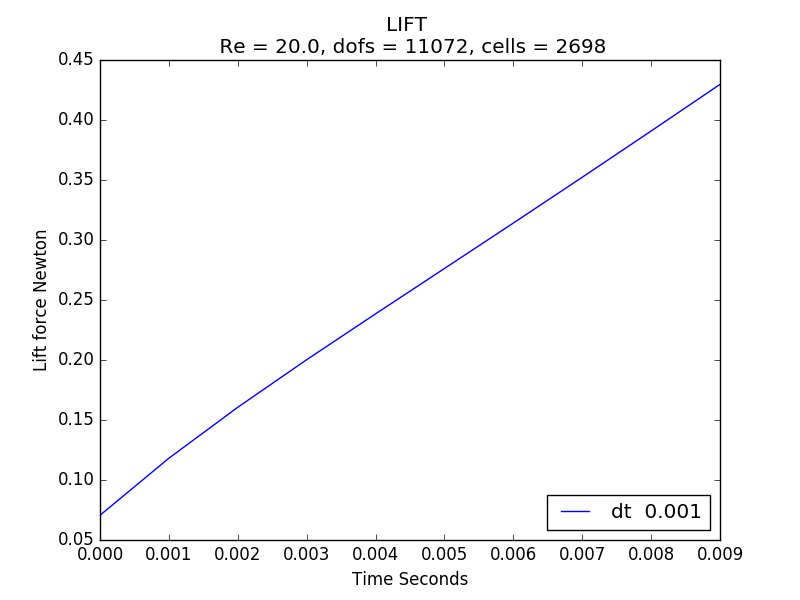 LIFT
Re = 20.0, dofs = 11072, cells = 2698
0.45
0.40
0.35
0.30
0.25
0.20
0.15
0.10
0.05
Lift force Newton
dt  0.001
0.000 0.001 0.002 0.003 0.004 0.005 0.006 0.007 0.008 0.009
Time Seconds